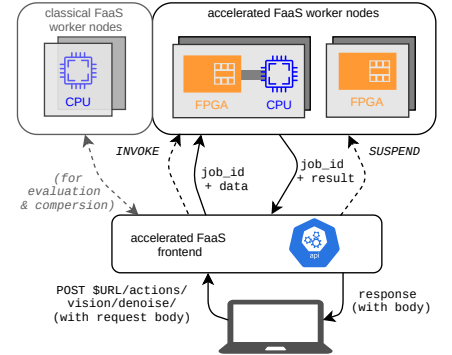 classical FaaS
worker nodes
accelerated FaaS worker nodes
CPU
FPGA
CPU
FPGA
INVOKE
SUSPEND
job_id
+ data
job_id
+ result
(for
evaluation
& compersion)
accelerated FaaS
frontend
api
POST $URL/actions/
vision/denoise/
(with request body)
response
(with body)